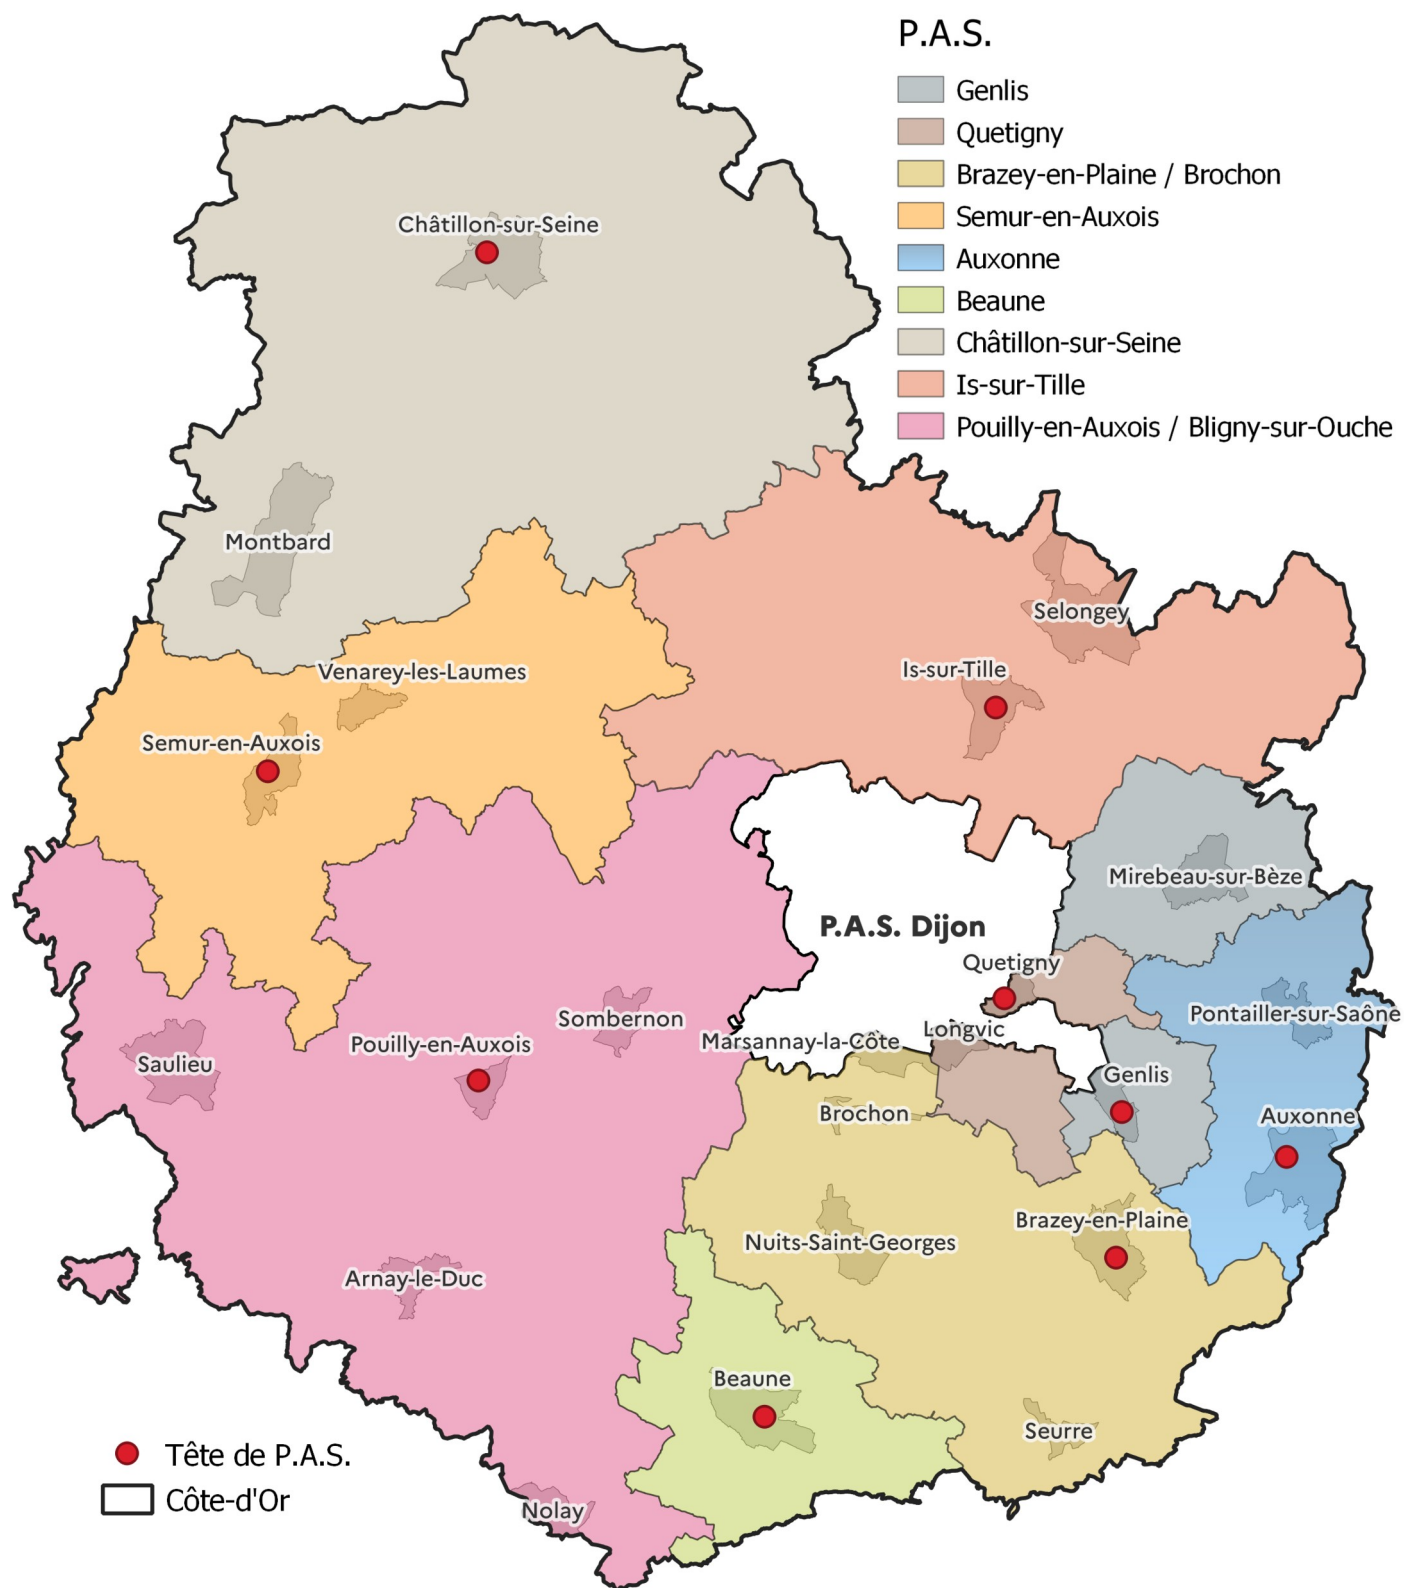 P.A.S.
Genlis
Quetigny
Brazey-en-Plaine / Brochon
Semur-en-Auxois
Auxonne
Beaune
Châtillon-sur-Seine
Is-sur-Tille
Pouilly-en-Auxois / Bligny-sur-Ouche
Châtillon-sur-Seine
Montbard
Selongey
Is-sur-Tille
Venarey-les-Laumes
Semur-en-Auxois
Mirebeau-sur-Bèze
P.A.S. Dijon
Quetigny
Pontailler-sur-Saône
Sombernon
Longvic
Marsannay-la-Côte
Pouilly-en-Auxois
Saulieu
Genlis
Brochon
Auxonne
Brazey-en-Plaine
Nuits-Saint-Georges
Arnay-le-Duc
Beaune
Seurre
Nolay
Tête de P.A.S.
Côte-d'Or